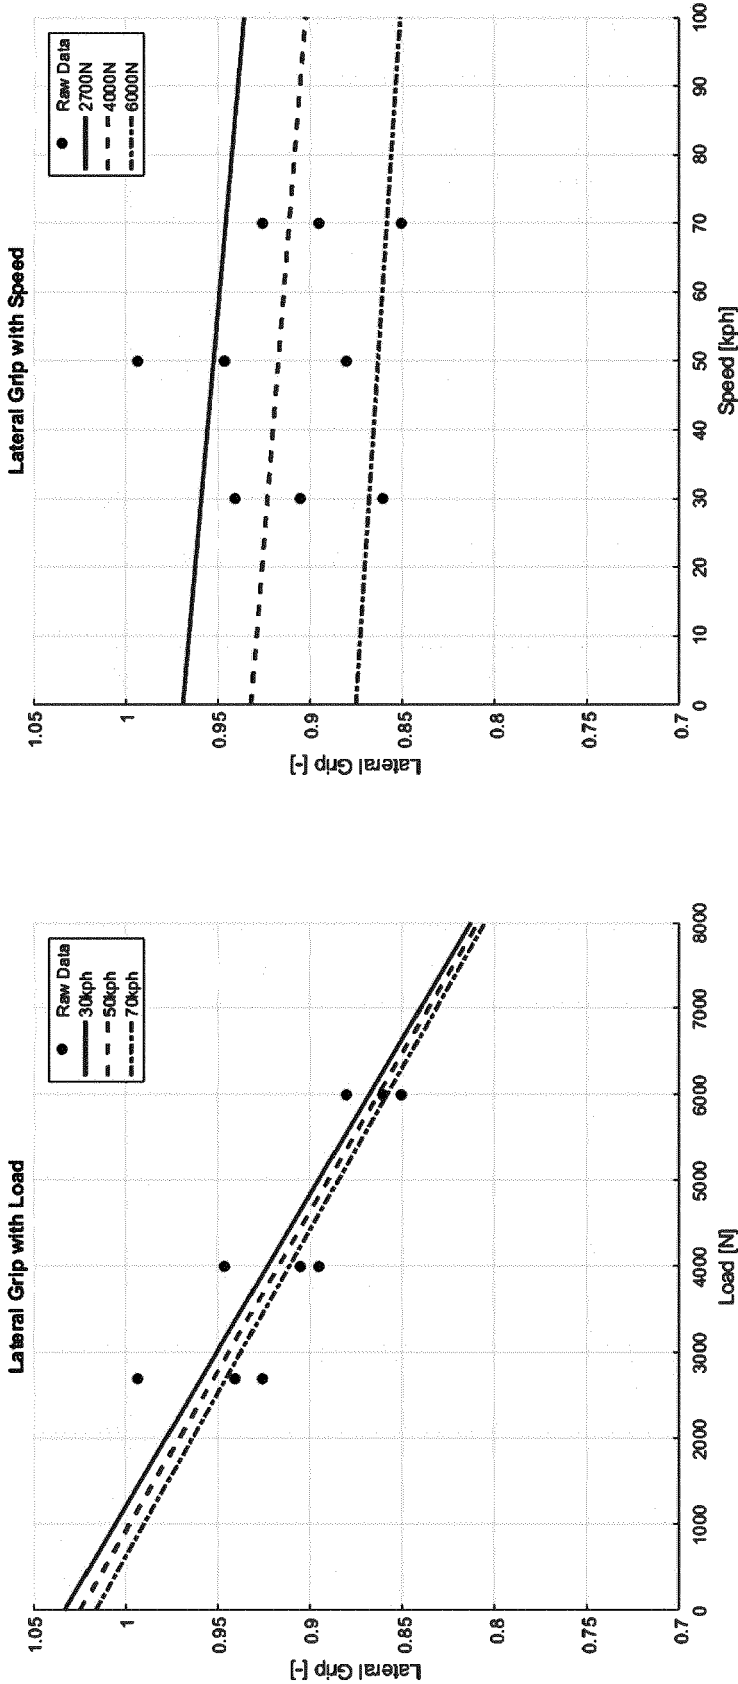 Lateral Grip with Load
Lateral Grip [-]
1.05
1
0.95
0.9
0.85
0.8
0.75
0.7
0 1000 2000 3000 4000 5000 6000 7000 8000
Load [N]
Raw Data
30kph
50kph
70kph
Lateral Grip with Speed
Lateral Grip [-]
1.05
1
0.95
0.9
0.85
0.8
0.75
0.7
0 10 20 30 40 50 60 70 80 90 100
Speed [kph]
Raw Data
2700N
4000N
6000N